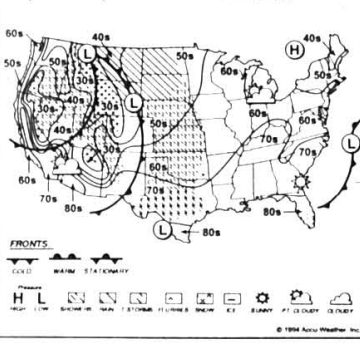 60s 40s
50s L 50s H 40s
50s 60s 50s
30s 40s 30s L 50s
40s 30s 60s 60s
60s 70s 70s L
60s 70s
70s 80s
L 80s 80s
FRONTS
COLD WARM STATIONARY
Pressure
H L
HIGH LOW SHOWERS RAIN T-STORMS FLURRIES SNOW ICE SUNNY PT. CLOUDY CLOUDY
© 1994 Accu-Weather, Inc.